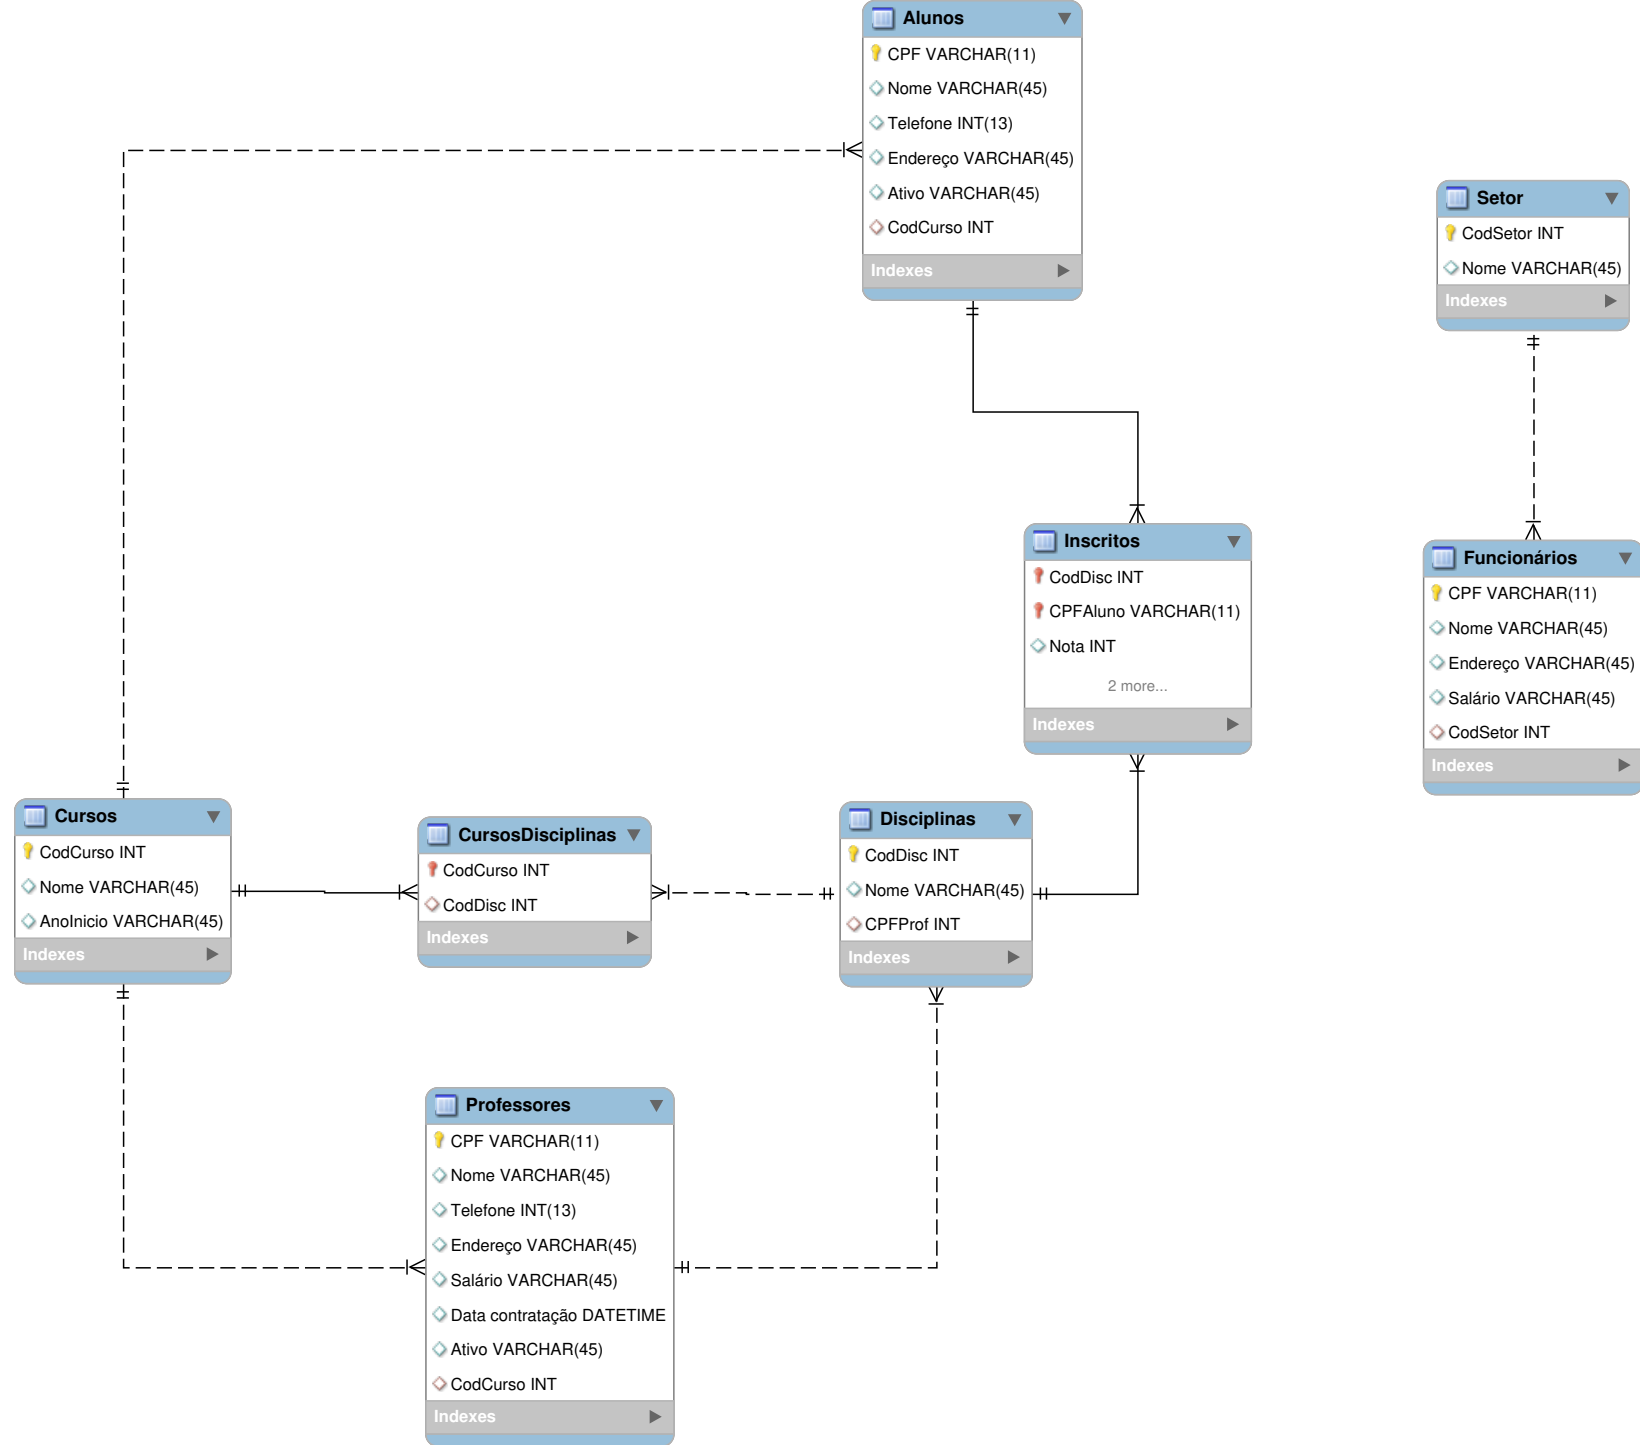 Alunos
CPF VARCHAR(11)
Nome VARCHAR(45)
Telefone INT(13)
Endereço VARCHAR(45)
Ativo VARCHAR(45)
CodCurso INT
Indexes
Setor
CodSetor INT
Nome VARCHAR(45)
Indexes
Inscritos
CodDisc INT
CPFAluno VARCHAR(11)
Nota INT
2 more...
Indexes
Funcionários
CPF VARCHAR(11)
Nome VARCHAR(45)
Endereço VARCHAR(45)
Salário VARCHAR(45)
CodSetor INT
Indexes
Cursos
CodCurso INT
Nome VARCHAR(45)
AnoInicio VARCHAR(45)
Indexes
CursosDisciplinas
CodCurso INT
CodDisc INT
Indexes
Disciplinas
CodDisc INT
Nome VARCHAR(45)
CPFProf INT
Indexes
Professores
CPF VARCHAR(11)
Nome VARCHAR(45)
Telefone INT(13)
Endereço VARCHAR(45)
Salário VARCHAR(45)
Data contratação DATETIME
Ativo VARCHAR(45)
CodCurso INT
Indexes